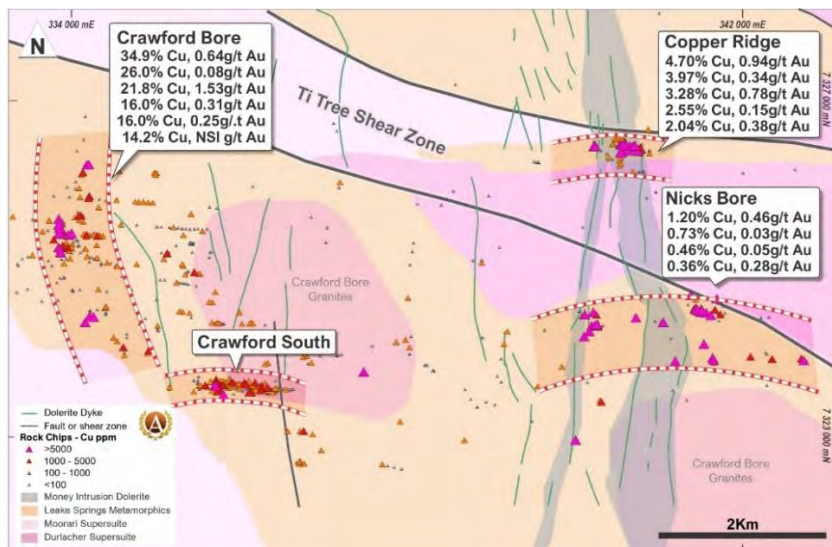 334 000 mE
342 000 mE
N
Crawford Bore
34.9% Cu, 0.64g/t Au
26.0% Cu, 0.08g/t Au
21.8% Cu, 1.53g/t Au
16.0% Cu, 0.31g/t Au
16.0% Cu, 0.25g/.t Au
14.2% Cu, NSI g/t Au
Copper Ridge
4.70% Cu, 0.94g/t Au
3.97% Cu, 0.34g/t Au
3.28% Cu, 0.78g/t Au
2.55% Cu, 0.15g/t Au
2.04% Cu, 0.38g/t Au
7 327 000 mN
Ti Tree Shear Zone
Nicks Bore
1.20% Cu, 0.46g/t Au
0.73% Cu, 0.03g/t Au
0.46% Cu, 0.05g/t Au
0.36% Cu, 0.28g/t Au
Crawford Bore
Granites
Crawford South
7 323 000 mN
Crawford Bore
Granites
Dolerite Dyke
Fault or shear zone
Rock Chips - Cu ppm
>5000
1000 - 5000
100 - 1000
<100
Money Intrusion Dolerite
Leake Springs Metamorphics
Moorari Supersuite
Durlacher Supersuite
A
2Km